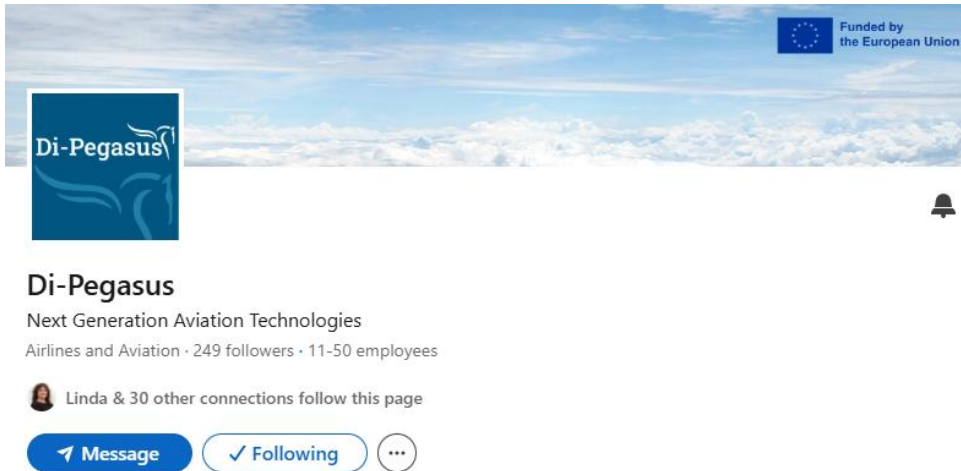 Funded by
the European Union
Di-Pegasus
Di-Pegasus
Next Generation Aviation Technologies
Airlines and Aviation · 249 followers · 11-50 employees
Linda & 30 other connections follow this page
Message
Following